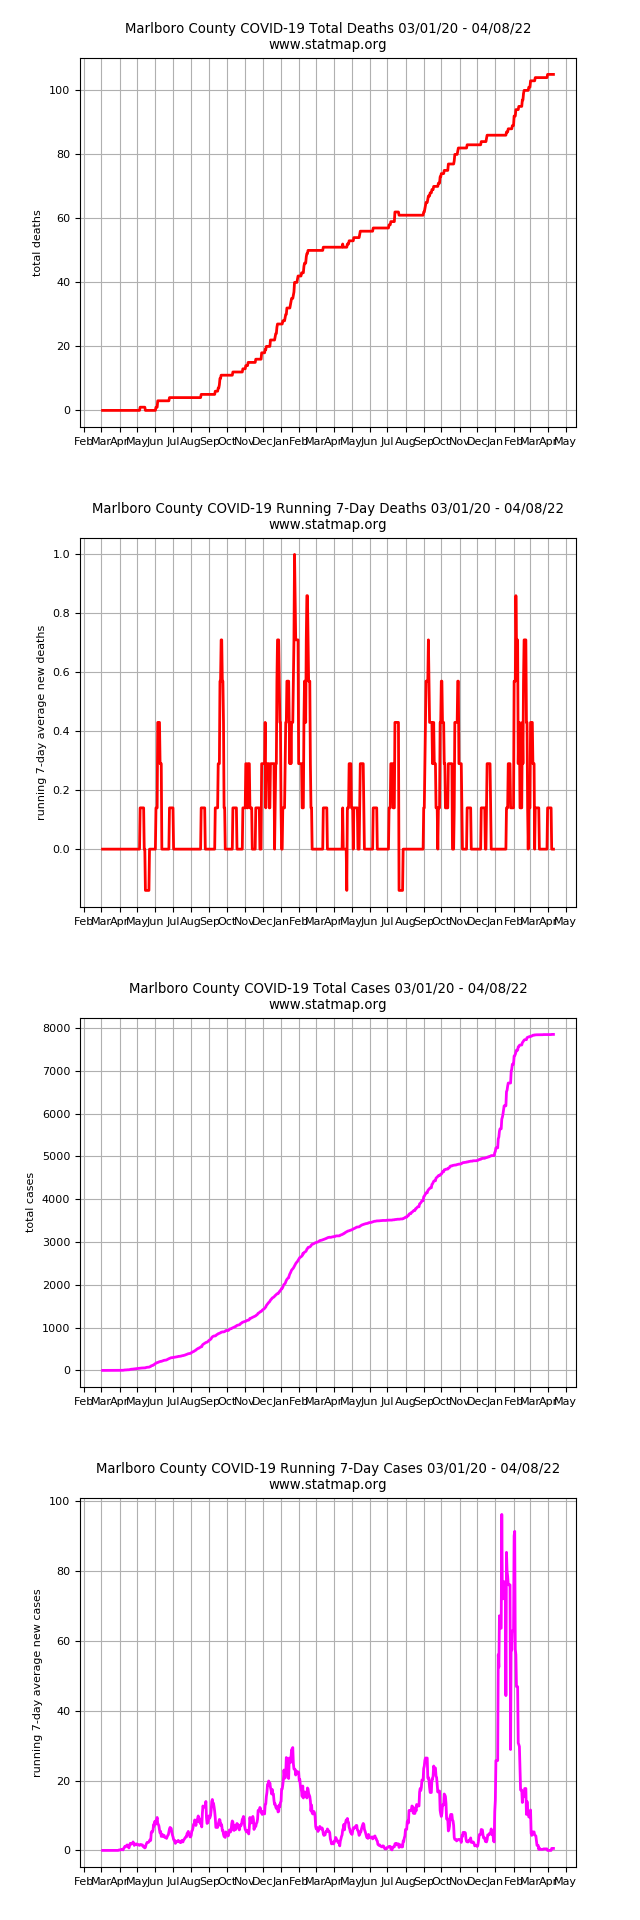 Marlboro County COVID-19 Total Deaths 03/01/20 - 04/08/22
www.statmap.org
total deaths
100
80
60
40
20
0
Feb Mar Apr May Jun Jul Aug Sep Oct Nov Dec Jan Feb Mar Apr May Jun Jul Aug Sep Oct Nov Dec Jan Feb Mar Apr May
Marlboro County COVID-19 Running 7-Day Deaths 03/01/20 - 04/08/22
www.statmap.org
running 7-day average new deaths
1.0
0.8
0.6
0.4
0.2
0.0
Feb Mar Apr May Jun Jul Aug Sep Oct Nov Dec Jan Feb Mar Apr May Jun Jul Aug Sep Oct Nov Dec Jan Feb Mar Apr May
Marlboro County COVID-19 Total Cases 03/01/20 - 04/08/22
www.statmap.org
total cases
8000
7000
6000
5000
4000
3000
2000
1000
0
Feb Mar Apr May Jun Jul Aug Sep Oct Nov Dec Jan Feb Mar Apr May Jun Jul Aug Sep Oct Nov Dec Jan Feb Mar Apr May
Marlboro County COVID-19 Running 7-Day Cases 03/01/20 - 04/08/22
www.statmap.org
running 7-day average new cases
100
80
60
40
20
0
Feb Mar Apr May Jun Jul Aug Sep Oct Nov Dec Jan Feb Mar Apr May Jun Jul Aug Sep Oct Nov Dec Jan Feb Mar Apr May